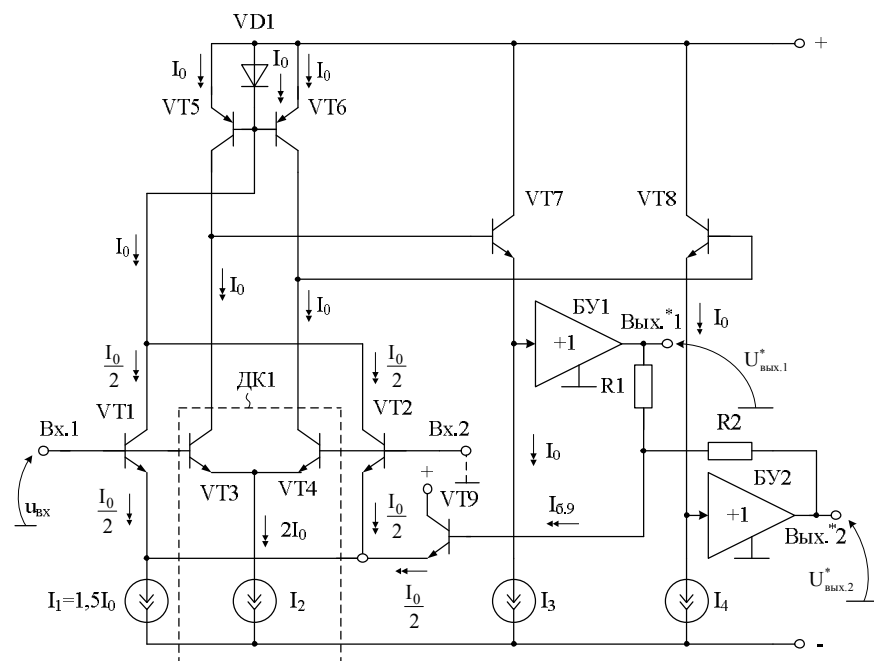 VD1
+
I₀
I₀
I₀
VT5
VT6
VT7
VT8
I₀
I₀
I₀
I₀
БУ1
Вых.*1
+1
U*вых.1
R1
I₀/2
ДК1
I₀/2
R2
VT1
VT2
Вх.1
Вх.2
I₀
+
VT3
VT4
VT9
БУ2
uвх
I₀/2
2I₀
I₀/2
Iб.9
+1
Вых.*2
U*вых.2
I₀/2
I₁=1,5I₀
I₂
I₃
I₄
-